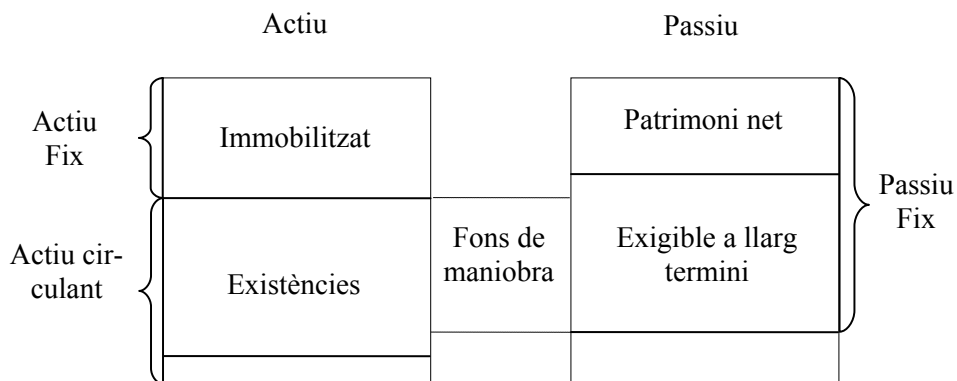 Actiu
Passiu
Actiu
Fix
Immobilitzat
Patrimoni net
Passiu
Fix
Actiu cir-
culant
Existències
Fons de
maniobra
Exigible a llarg
termini